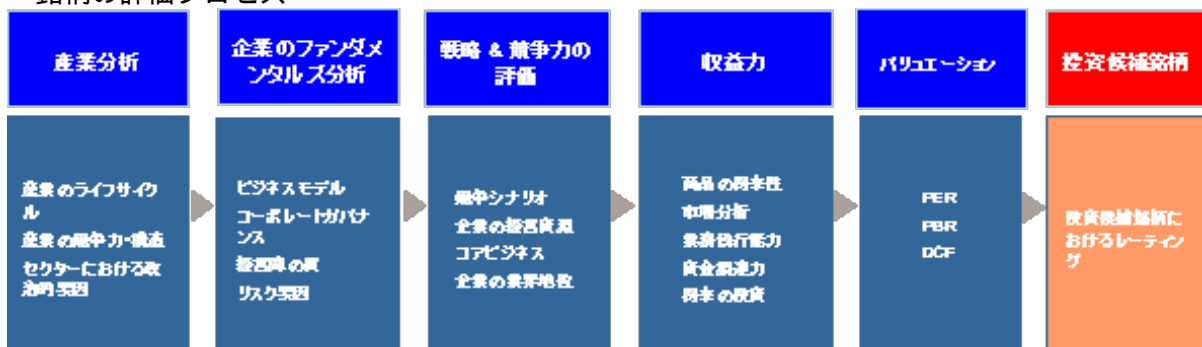 銘柄の評価プロセス
産業分析
企業のファンダメ
ンタルズ分析
戦略 & 競争力の
評価
収益力
バリュエーション
投資候補銘柄
産業のライフサイク
ル
産業の競争力・構造
セクターにおける政
治的要因
ビジネスモデル
コーポレートガバナ
ンス
経営陣の質
リスク要因
競争シナリオ
企業の経営資源
コアビジネス
企業の業界地位
商品の利幸性
市場分析
業務執行能力
資金調達力
PER
PBR
DCF
投資候補銘柄に
おけるレーティン
グ